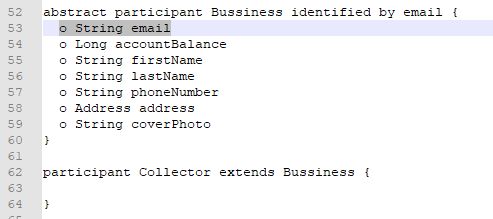 52 abstract participant Bussiness identified by email {
53 o String email
54 o Long accountBalance
55 o String firstName
56 o String lastName
57 o String phoneNumber
58 o Address address
59 o String coverPhoto
60 }
61
62 participant Collector extends Bussiness {
63
64 }